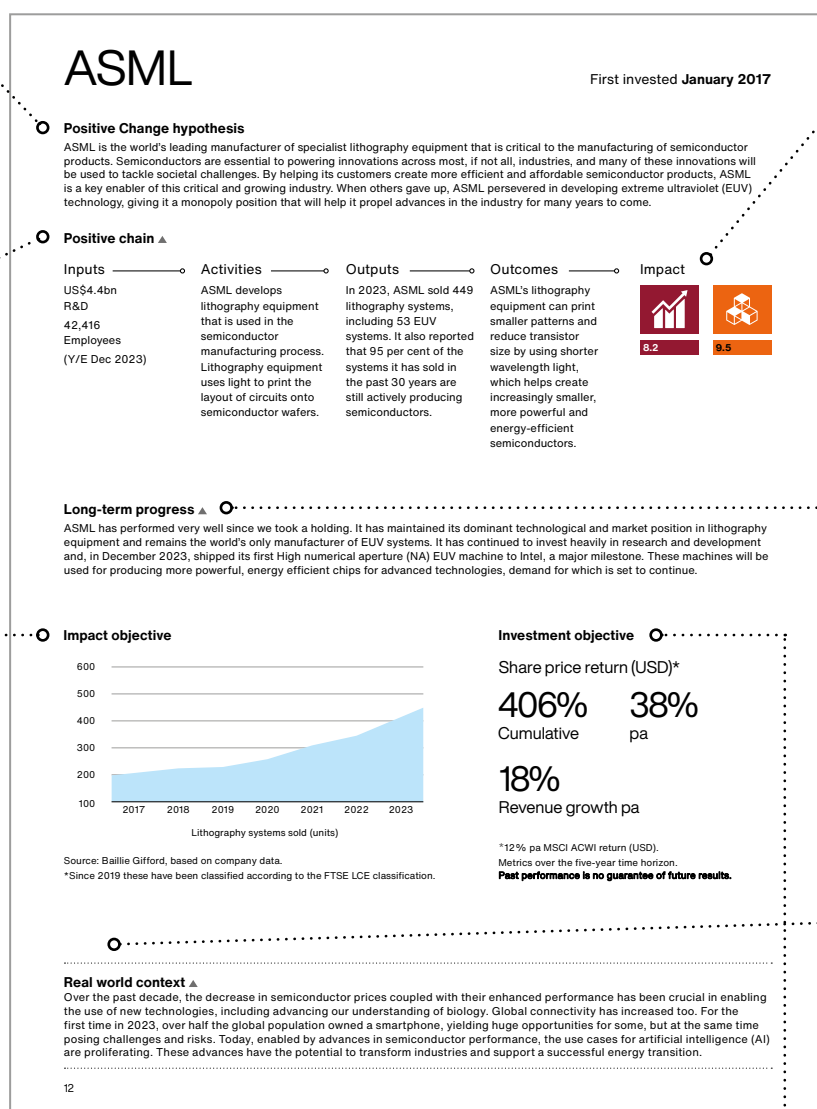 ASML
First invested January 2017
Positive Change hypothesis
ASML is the world's leading manufacturer of specialist lithography equipment that is critical to the manufacturing of semiconductor
products. Semiconductors are essential to powering innovations across most, if not all, industries, and many of these innovations will
be used to tackle societal challenges. By helping its customers create more efficient and affordable semiconductor products, ASML
is a key enabler of this critical and growing industry. When others gave up, ASML persevered in developing extreme ultraviolet (EUV)
technology, giving it a monopoly position that will help it propel advances in the industry for many years to come.
Positive chain
Inputs
US$4.4bn
R&D
42,416
Employees
(Y/E Dec 2023)
Activities
ASML develops
lithography equipment
that is used in the
semiconductor
manufacturing process.
Lithography equipment
uses light to print the
layout of circuits onto
semiconductor wafers.
Outputs
In 2023, ASML sold 449
lithography systems,
including 53 EUV
systems. It also reported
that 95 per cent of the
systems it has sold in
the past 30 years are
still actively producing
semiconductors.
Outcomes
ASML's lithography
equipment can print
smaller patterns and
reduce transistor
size by using shorter
wavelength light,
which helps create
increasingly smaller,
more powerful and
energy-efficient
semiconductors.
Impact
8.2
9.5
Long-term progress
ASML has performed very well since we took a holding. It has maintained its dominant technological and market position in lithography
equipment and remains the world's only manufacturer of EUV systems. It has continued to invest heavily in research and development
and, in December 2023, shipped its first High numerical aperture (NA) EUV machine to Intel, a major milestone. These machines will be
used for producing more powerful, energy efficient chips for advanced technologies, demand for which is set to continue.
Impact objective
600
500
400
300
200
100
2017 2018 2019 2020 2021 2022 2023
Lithography systems sold (units)
Source: Baillie Gifford, based on company data.
*Since 2019 these have been classified according to the FTSE LCE classification.
Investment objective
Share price return (USD)*
406%
Cumulative
38%
pa
18%
Revenue growth pa
*12% pa MSCI ACWI return (USD).
Metrics over the five-year time horizon.
Past performance is no guarantee of future results.
Real world context
Over the past decade, the decrease in semiconductor prices coupled with their enhanced performance has been crucial in enabling
the use of new technologies, including advancing our understanding of biology. Global connectivity has increased too. For the
first time in 2023, over half the global population owned a smartphone, yielding huge opportunities for some, but at the same time
posing challenges and risks. Today, enabled by advances in semiconductor performance, the use cases for artificial intelligence (AI)
are proliferating. These advances have the potential to transform industries and support a successful energy transition.
12